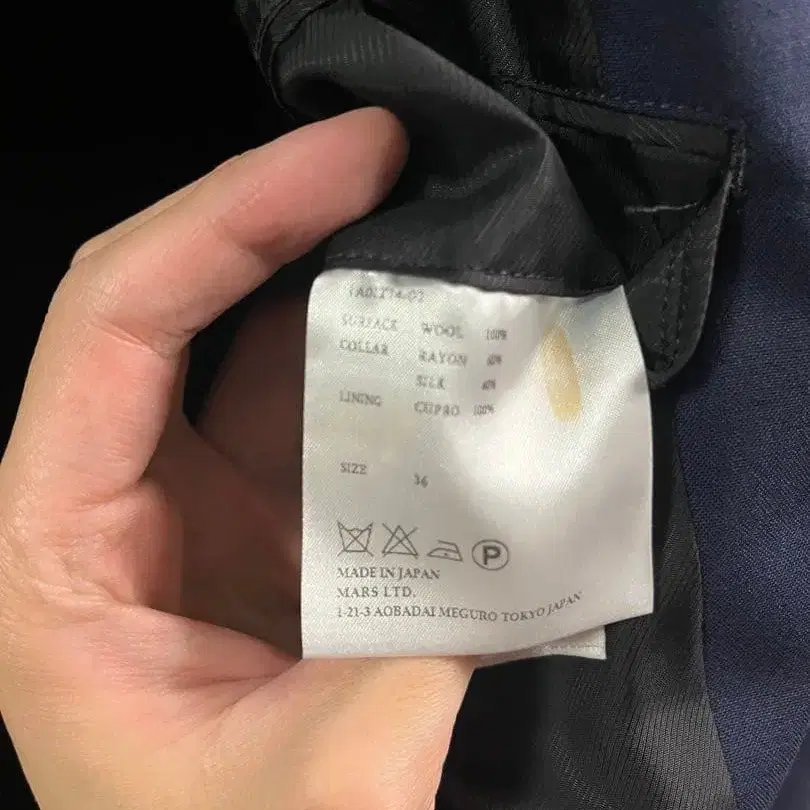 SURFACE WOOL 100%
COLLAR RAYON 60%
SILK 40%
LINING CUPRO 100%
SIZE 36
P
MADE IN JAPAN
MARS LTD.
1-21-3 AOBADAI MEGURO TOKYO JAPAN